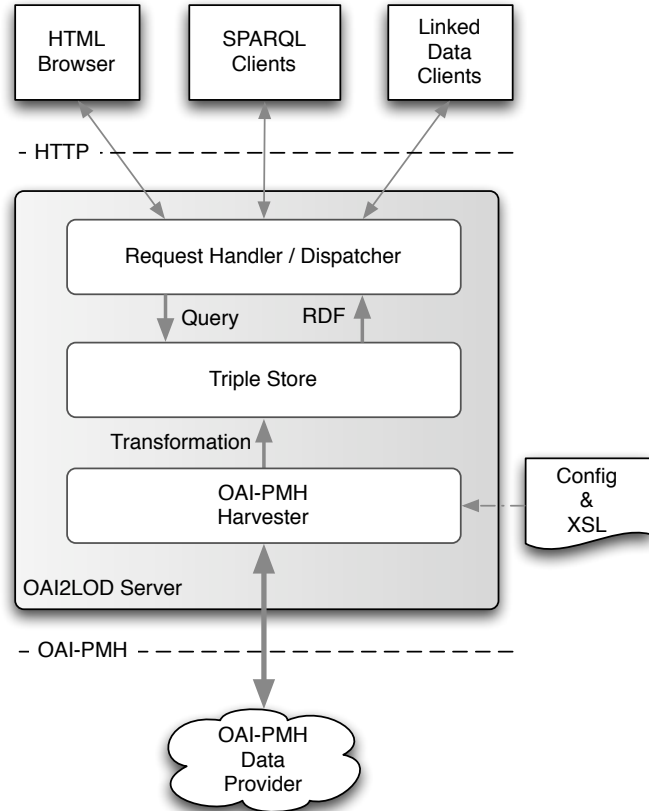 HTML
Browser
SPARQL
Clients
Linked
Data
Clients
HTTP
Request Handler / Dispatcher
Query
RDF
Triple Store
Transformation
OAI-PMH
Harvester
Config
&
XSL
OAI2LOD Server
OAI-PMH
OAI-PMH
Data
Provider